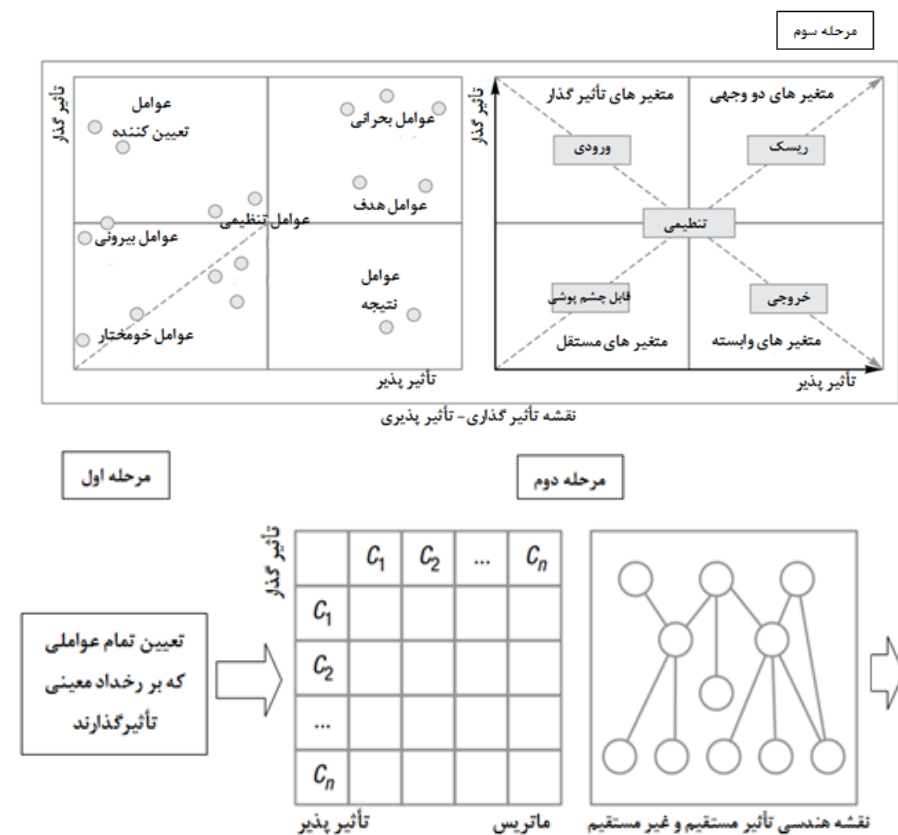 مرحله سوم
تأثیر گذار
متغیر های تأثیر گذار
متغیر های دو وجهی
ورودی
ریسک
تنظیمی
قابل چشم پوشی
خروجی
متغیر های مستقل
متغیر های وابسته
تأثیر پذیر
تأثیر گذار
عوامل
تعیین کننده
عوامل بحرانی
عوامل هدف
عوامل تنظیمی
عوامل بیرونی
عوامل
نتیجه
عوامل خومختار
تأثیر پذیر
نقشه تأثیر گذاری- تأثیر پذیری
مرحله اول
تعیین تمام عواملی
که بر رخداد معینی
تأثیرگذارند
مرحله دوم
تأثیر گذار
C1 C2 ... Cn
C1
C2
...
Cn
ماتریس
تأثیر پذیر
نقشه هندسی تأثیر مستقیم و غیر مستقیم